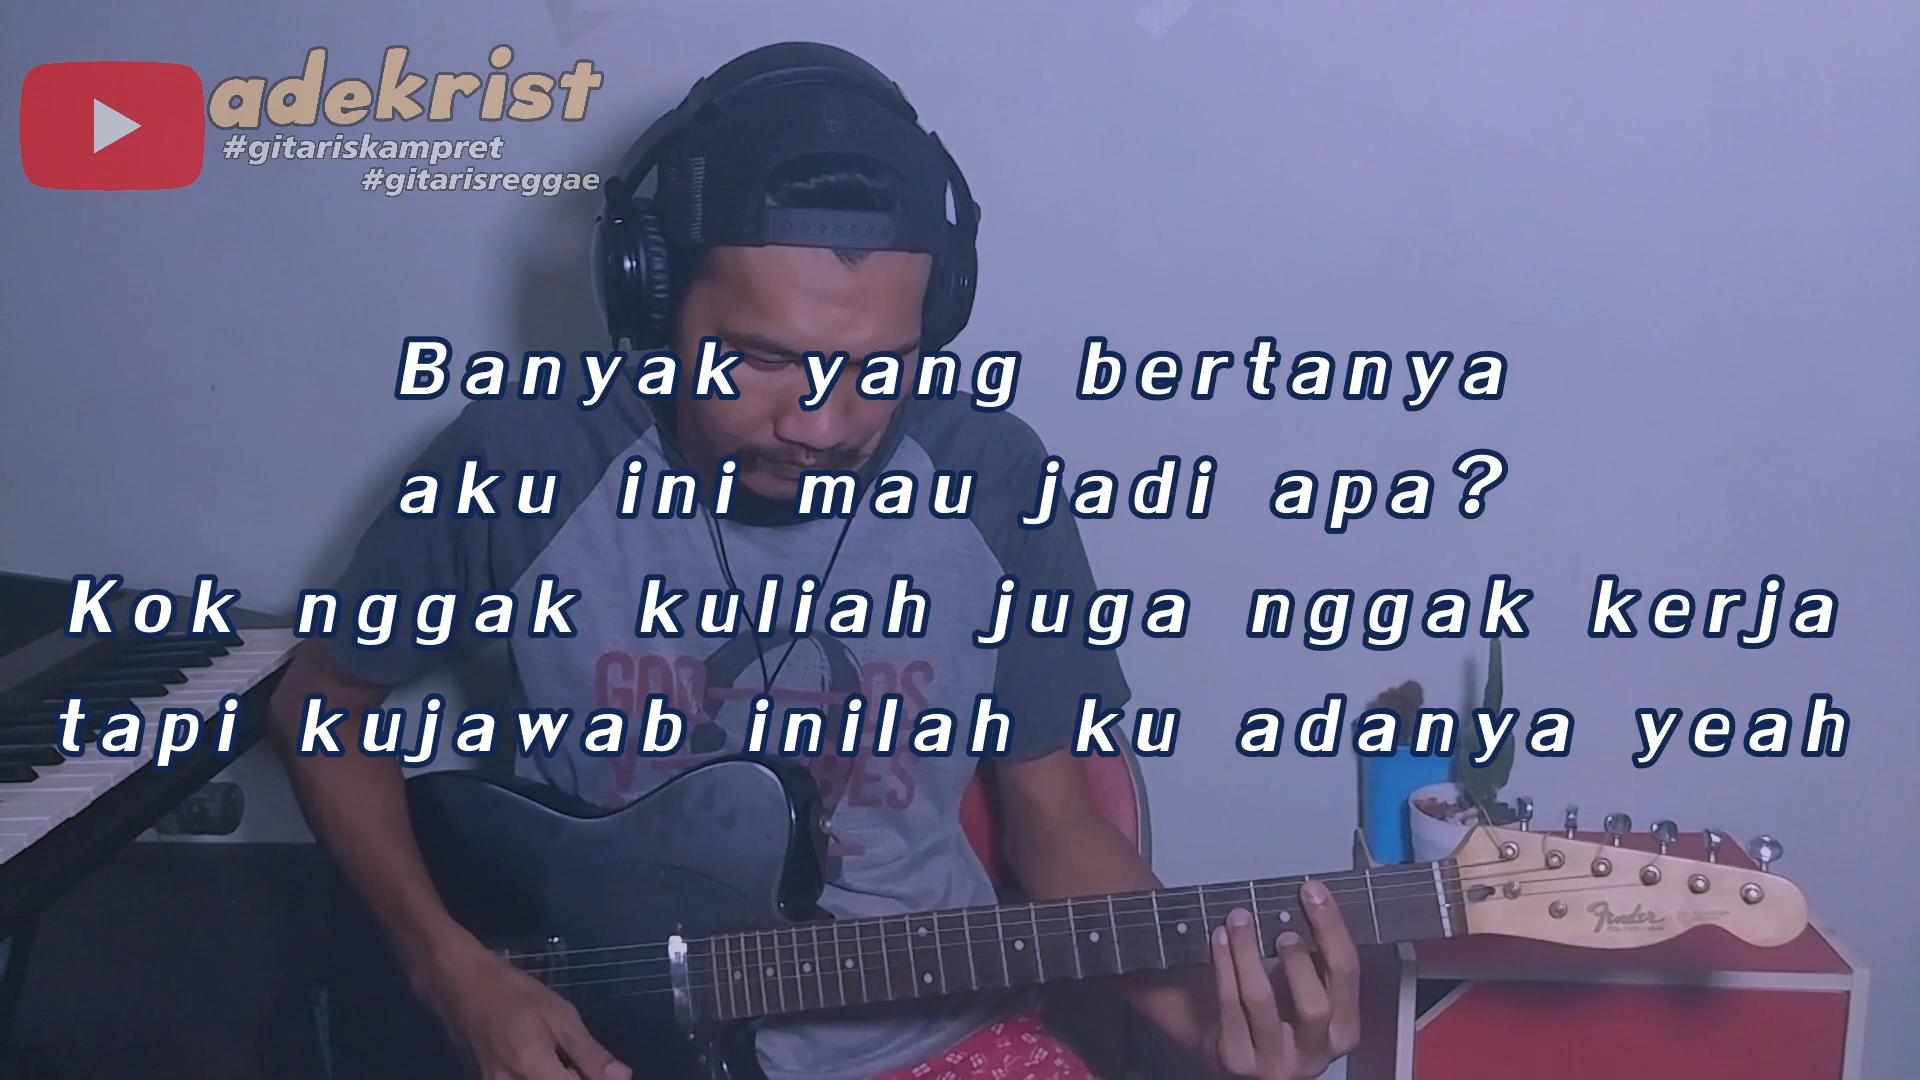 adekrist
#gitariskampret
#gitarisreggae
Banyak yang bertanya
aku ini mau jadi apa?
Kok nggak kuliah juga nggak kerja
tapi kujawab inilah ku adanya yeah
Fender